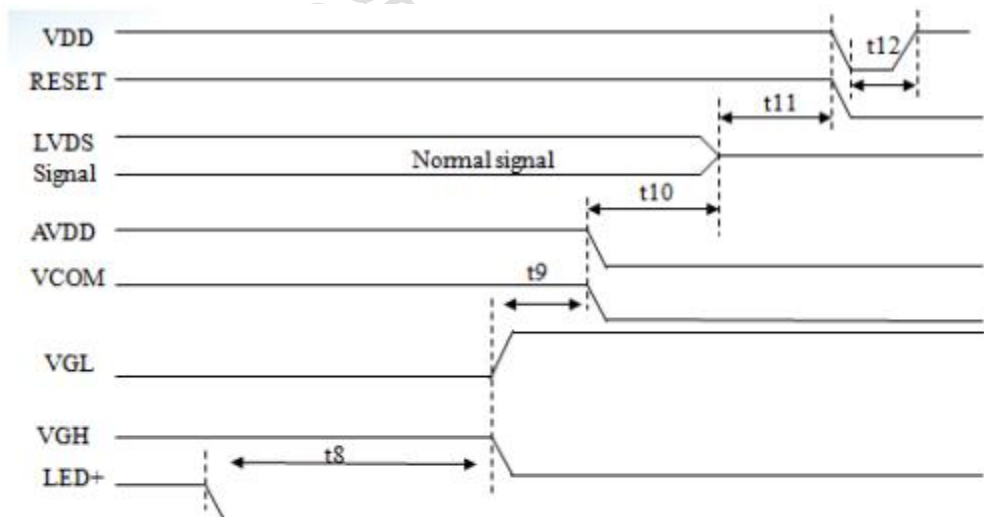 VDD
t12
RESET
t11
LVDS
Signal
Normal signal
t10
AVDD
VCOM
t9
VGL
VGH
t8
LED+